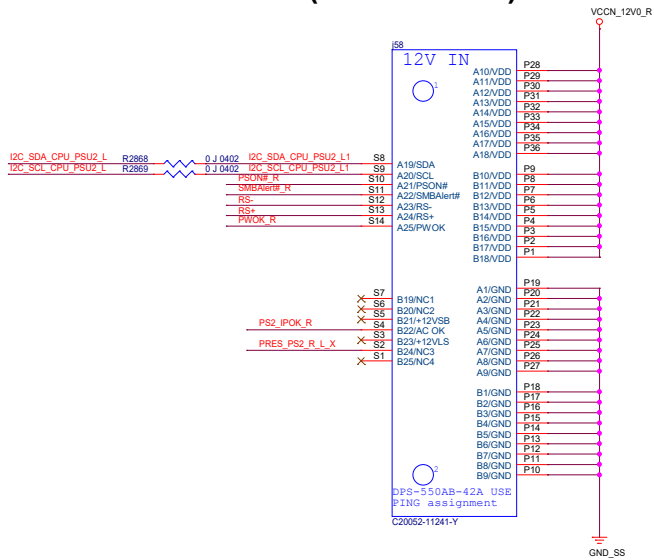 VCCN_12V0_R
j58
12V IN
1
A10/VDD P28
A11/VDD P29
A12/VDD P30
A13/VDD P31
A14/VDD P32
A15/VDD P33
A16/VDD P34
A17/VDD P35
A18/VDD P36
I2C_SDA_CPU_PSU2_L R2868 0 J 0402 I2C_SDA_CPU_PSU2_L1 S8 A19/SDA
I2C_SCL_CPU_PSU2_L R2869 0 J 0402 I2C_SCL_CPU_PSU2_L1 S9 A20/SCL
PSON#_R S10 A21/PSON#
SMBAlert#_R S11 A22/SMBAlert#
RS- S12 A23/RS-
RS+ S13 A24/RS+
PWOK_R S14 A25/PWOK
B10/VDD P9
B11/VDD P8
B12/VDD P7
B13/VDD P6
B14/VDD P5
B15/VDD P4
B16/VDD P3
B17/VDD P2
B18/VDD P1
S7 B19/NC1
S6 B20/NC2
S5 B21/+12VSB
PS2_IPOK_R S4 B22/AC OK
S3 B23/+12VLS
PRES_PS2_R_L_X S2 B24/NC3
S1 B25/NC4
A1/GND P19
A2/GND P20
A3/GND P21
A4/GND P22
A5/GND P23
A6/GND P24
A7/GND P25
A8/GND P26
A9/GND P27
B1/GND P18
B2/GND P17
B3/GND P16
B4/GND P15
B5/GND P14
B6/GND P13
B7/GND P12
B8/GND P11
B9/GND P10
2
DPS-550AB-42A USE
PING assignment
C20052-11241-Y
GND_SS